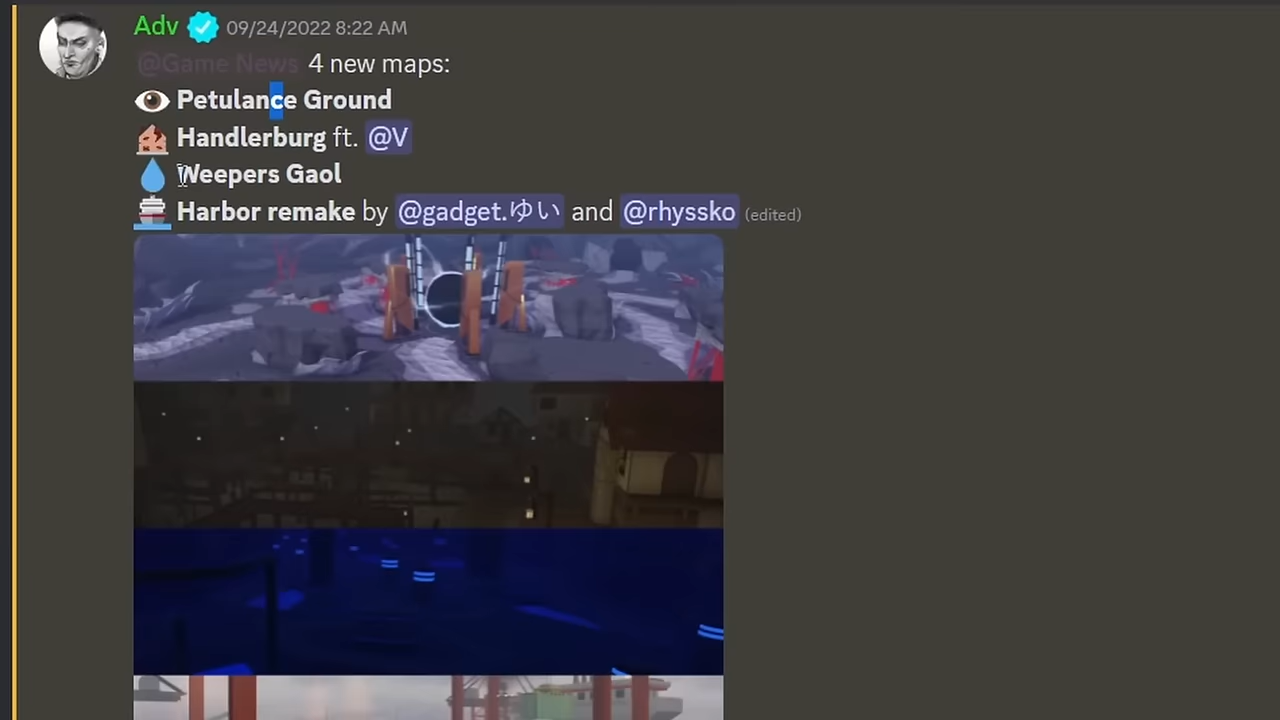 Adv 09/24/2022 8:22 AM
@Game News 4 new maps:
Petulance Ground
Handlerburg ft. @V
Weepers Gaol
Harbor remake by @gadget.ゆい and @rhyssko (edited)